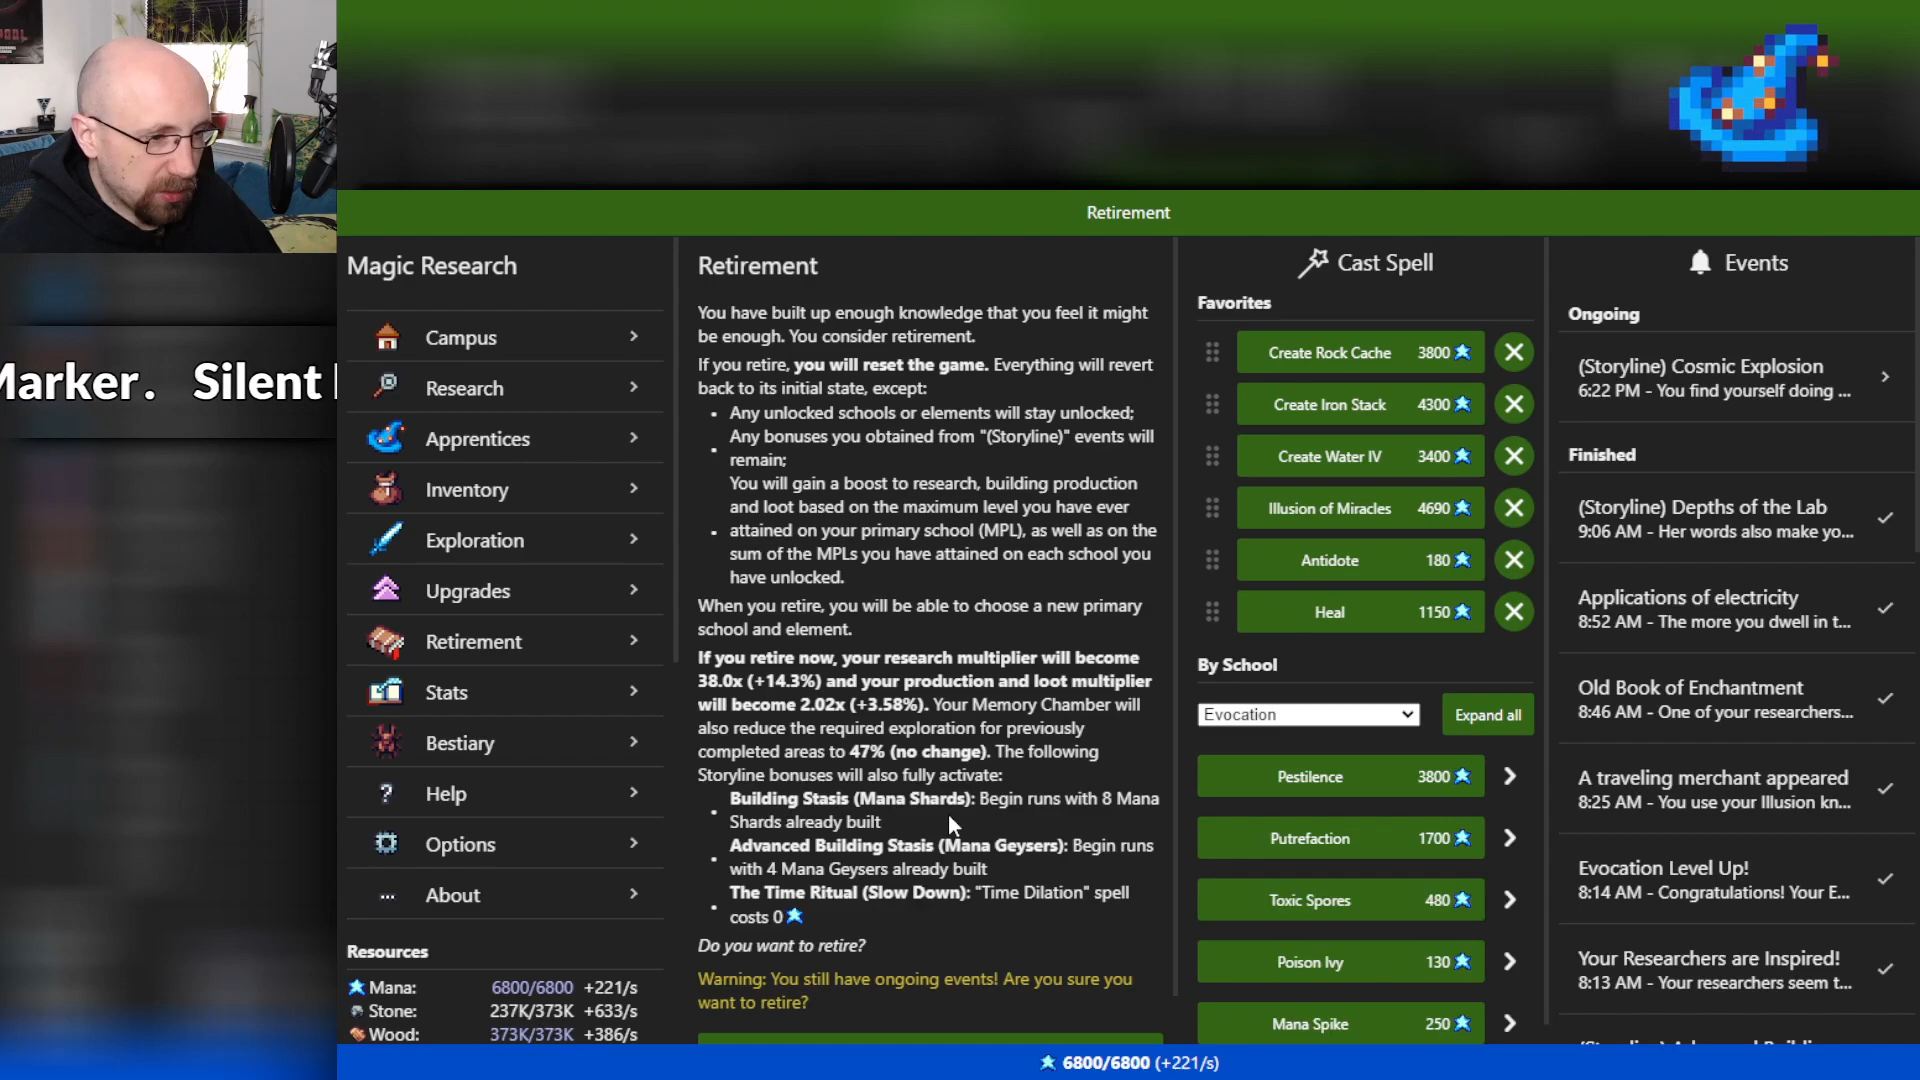 Retirement
Marker. Silent
Magic Research
Campus
Research
Apprentices
Inventory
Exploration
Upgrades
Retirement
Stats
Bestiary
? Help
Options
... About
Resources
Mana: 6800/6800 +221/s
Stone: 237K/373K +633/s
Wood: 373K/373K +386/s
Retirement
You have built up enough knowledge that you feel it might
be enough. You consider retirement.
If you retire, you will reset the game. Everything will revert
back to its initial state, except:
• Any unlocked schools or elements will stay unlocked;
Any bonuses you obtained from "(Storyline)" events will
• remain;
You will gain a boost to research, building production
and loot based on the maximum level you have ever
• attained on your primary school (MPL), as well as on the
sum of the MPLs you have attained on each school you
have unlocked.
When you retire, you will be able to choose a new primary
school and element.
If you retire now, your research multiplier will become
38.0x (+14.3%) and your production and loot multiplier
will become 2.02x (+3.58%). Your Memory Chamber will
also reduce the required exploration for previously
completed areas to 47% (no change). The following
Storyline bonuses will also fully activate:
• Building Stasis (Mana Shards): Begin runs with 8 Mana
Shards already built
• Advanced Building Stasis (Mana Geysers): Begin runs
with 4 Mana Geysers already built
• The Time Ritual (Slow Down): "Time Dilation" spell
costs 0
Do you want to retire?
Warning: You still have ongoing events! Are you sure you
want to retire?
Cast Spell
Favorites
Create Rock Cache 3800
Create Iron Stack 4300
Create Water IV 3400
Illusion of Miracles 4690
Antidote 180
Heal 1150
By School
Evocation Expand all
Pestilence 3800
Putrefaction 1700
Toxic Spores 480
Poison Ivy 130
Mana Spike 250
Events
Ongoing
(Storyline) Cosmic Explosion
6:22 PM - You find yourself doing ...
Finished
(Storyline) Depths of the Lab
9:06 AM - Her words also make yo...
Applications of electricity
8:52 AM - The more you dwell in t...
Old Book of Enchantment
8:46 AM - One of your researchers...
A traveling merchant appeared
8:25 AM - You use your Illusion kn...
Evocation Level Up!
8:14 AM - Congratulations! Your E...
Your Researchers are Inspired!
8:13 AM - Your researchers seem t...
6800/6800 (+221/s)